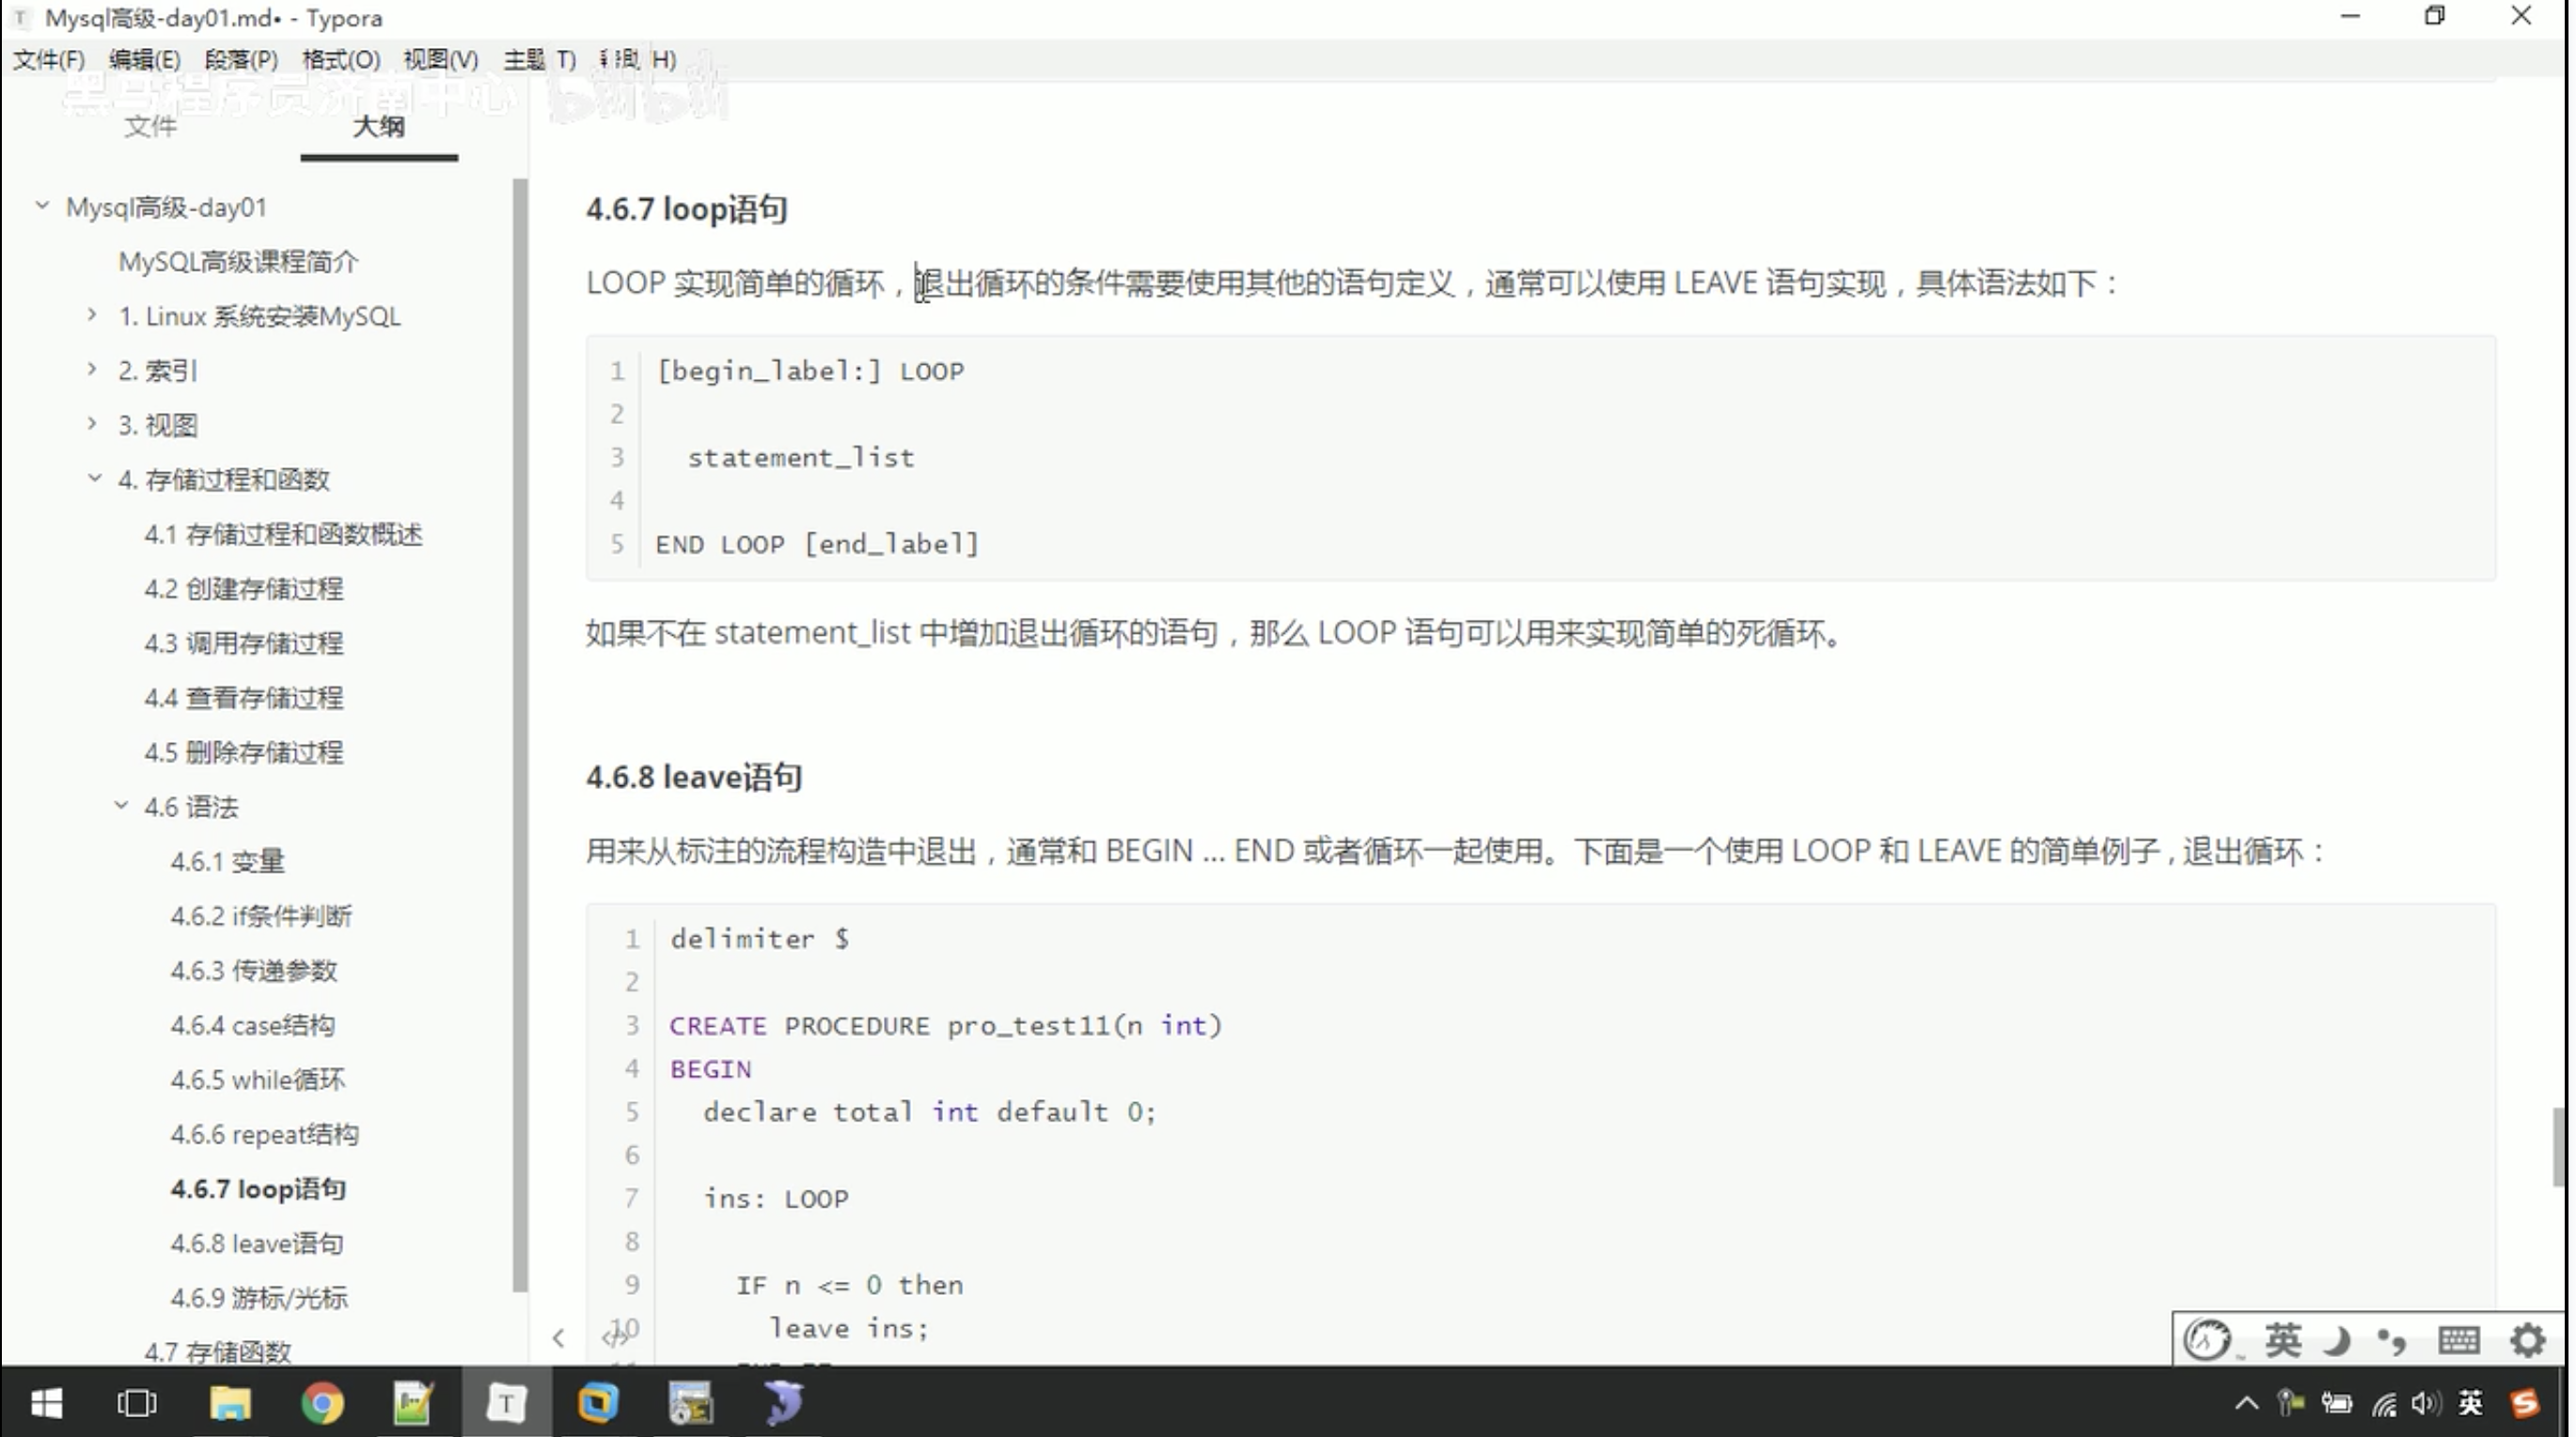 Mysql高级-day01.md• - Typora
文件(F) 编辑(E) 段落(P) 格式(O) 视图(V) 主题(T) 帮助(H)
黑马程序员济南中心 bilibili
文件 大纲
Mysql高级-day01
MySQL高级课程简介
1. Linux 系统安装MySQL
2. 索引
3. 视图
4. 存储过程和函数
4.1 存储过程和函数概述
4.2 创建存储过程
4.3 调用存储过程
4.4 查看存储过程
4.5 删除存储过程
4.6 语法
4.6.1 变量
4.6.2 if条件判断
4.6.3 传递参数
4.6.4 case结构
4.6.5 while循环
4.6.6 repeat结构
4.6.7 loop语句
4.6.8 leave语句
4.6.9 游标/光标
4.7 存储函数
4.6.7 loop语句
LOOP 实现简单的循环，退出循环的条件需要使用其他的语句定义，通常可以使用 LEAVE 语句实现，具体语法如下：
1 [begin_label:] LOOP
2
3 statement_list
4
5 END LOOP [end_label]
如果不在 statement_list 中增加退出循环的语句，那么 LOOP 语句可以用来实现简单的死循环。
4.6.8 leave语句
用来从标注的流程构造中退出，通常和 BEGIN ... END 或者循环一起使用。下面是一个使用 LOOP 和 LEAVE 的简单例子 , 退出循环：
1 delimiter $
2
3 CREATE PROCEDURE pro_test11(n int)
4 BEGIN
5 declare total int default 0;
6
7 ins: LOOP
8
9 IF n <= 0 then
10 leave ins;
英
英